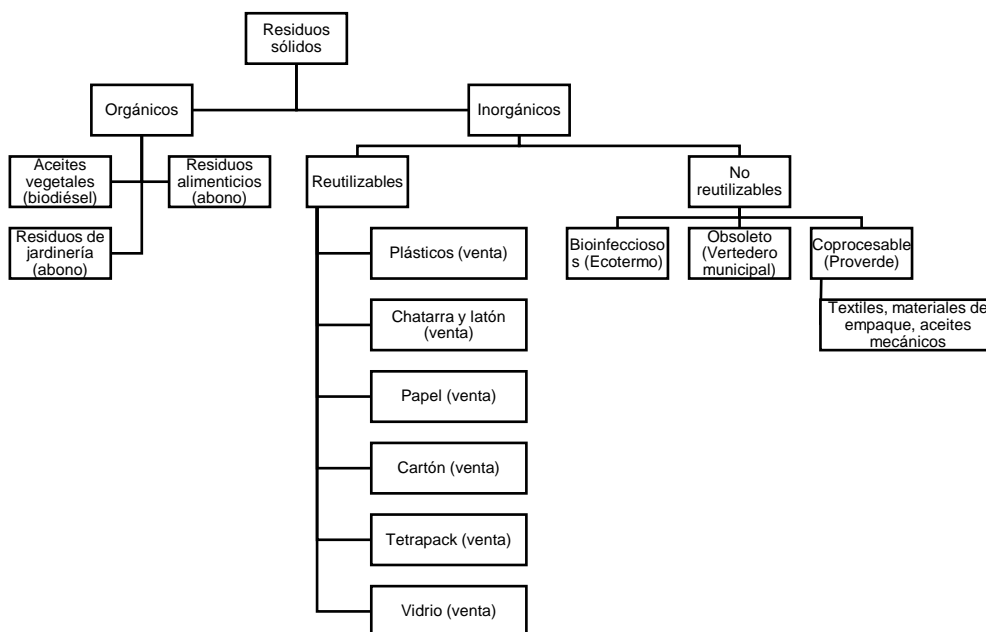 Residuos
sólidos
Orgánicos
Inorgánicos
Aceites
vegetales
(biodiésel)
Residuos
alimenticios
(abono)
Residuos de
jardinería
(abono)
Reutilizables
No
reutilizables
Plásticos (venta)
Chatarra y latón
(venta)
Papel (venta)
Cartón (venta)
Tetrapack (venta)
Vidrio (venta)
Bioinfeccioso
s (Ecotermo)
Obsoleto
(Vertedero
municipal)
Coprocesable
(Proverde)
Textiles, materiales de
empaque, aceites
mecánicos